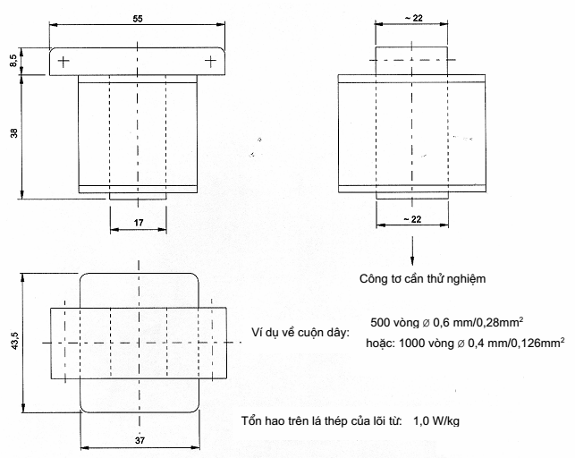 55
~ 22
8,5
38
17
~ 22
Công tơ cần thử nghiệm
43,5
Ví dụ về cuộn dây: 500 vòng ∅ 0,6 mm/0,28mm²
hoặc: 1000 vòng ∅ 0,4 mm/0,126mm²
Tổn hao trên lá thép của lõi từ: 1,0 W/kg
37